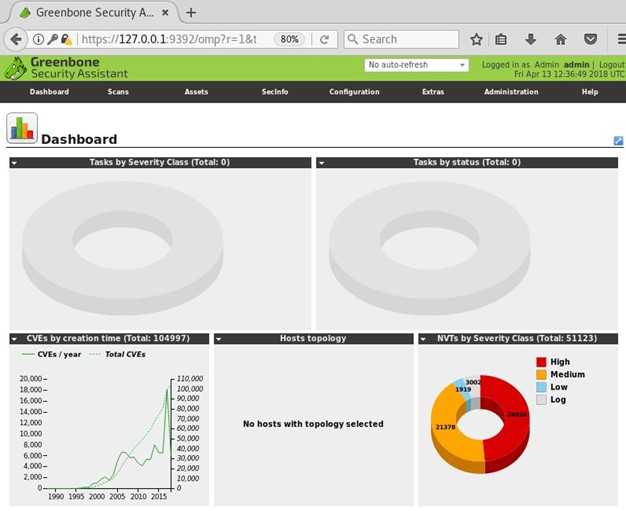 Greenbone Security A...
https://127.0.0.1:9392/omp?r=1&t
80%
Search
Greenbone
Security Assistant
No auto-refresh
Logged in as Admin admin | Logout
Fri Apr 13 12:36:49 2018 UTC
Dashboard Scans Assets SecInfo Configuration Extras Administration Help
Dashboard
Tasks by Severity Class (Total: 0)
Tasks by status (Total: 0)
CVEs by creation time (Total: 104997)
CVEs / year Total CVEs
20,000
18,000
16,000
14,000
12,000
10,000
8,000
6,000
4,000
2,000
0
110,000
100,000
90,000
80,000
70,000
60,000
50,000
40,000
30,000
20,000
10,000
0
1990 1995 2000 2005 2010 2015
Hosts topology
No hosts with topology selected
NVTs by Severity Class (Total: 51123)
High
Medium
Low
Log
3002
1919
24824
21378